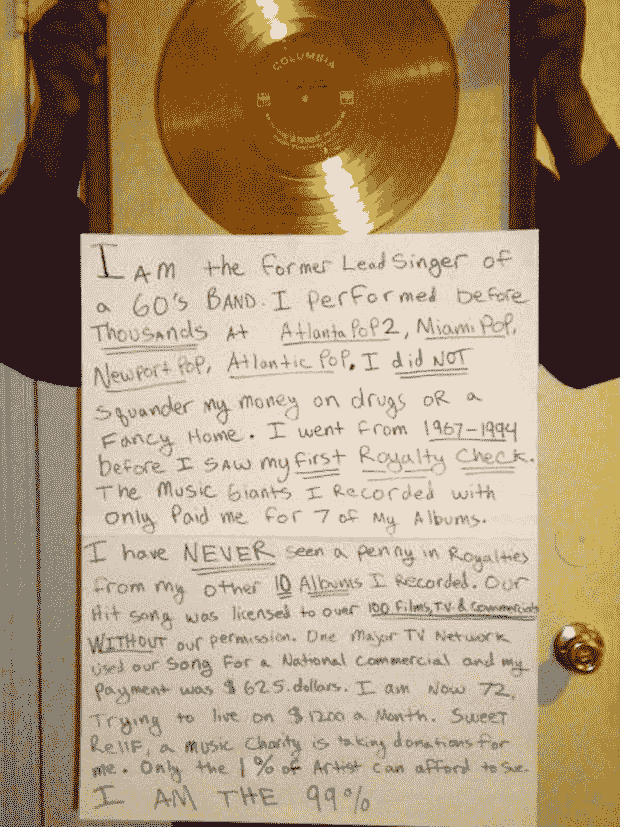 COLUMBIA
I AM the former Lead Singer of
a 60's BAND. I performed before
Thousands At Atlanta Pop 2, Miami Pop,
Newport Pop, Atlantic Pop. I did NOT
squander my money on drugs OR a
Fancy Home. I went from 1967-1994
before I SAW my first Royalty Check.
The Music Giants I Recorded with
only Paid me for 7 of My Albums.
I have NEVER seen a penny in Royalties
from my other 10 Albums I Recorded. Our
Hit song was licensed to over 100 Films, TV & Commercials
WITHOUT our permission. One Major TV Network
used our song For a National Commercial and my
Payment was $ 625. dollars. I am Now 72,
Trying to live on $1200 a Month. Sweet
Relief, a music Charity is taking donations for
me. Only the 1% of Artist can afford to sue.
I AM THE 99%